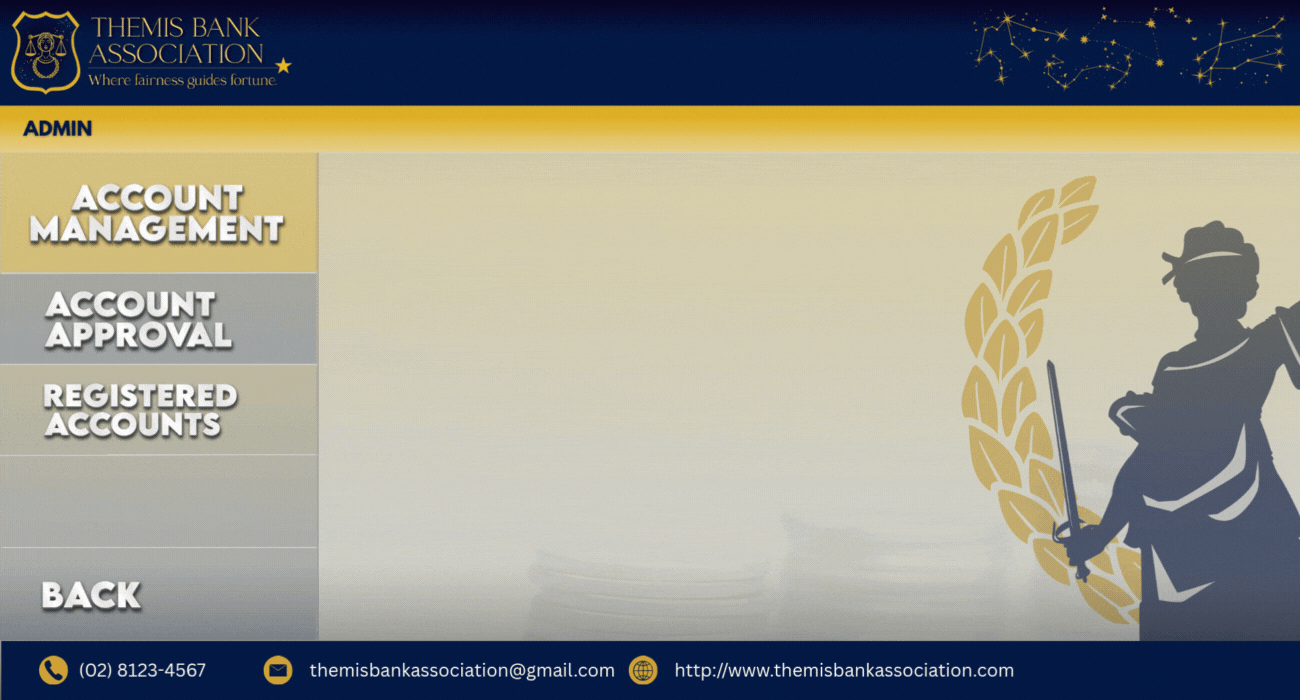 THEMIS BANK
ASSOCIATION
Where fairness guides fortune.
ADMIN
ACCOUNT
MANAGEMENT
ACCOUNT
APPROVAL
REGISTERED
ACCOUNTS
BACK
(02) 8123-4567
themisbankassociation@gmail.com
http://www.themisbankassociation.com